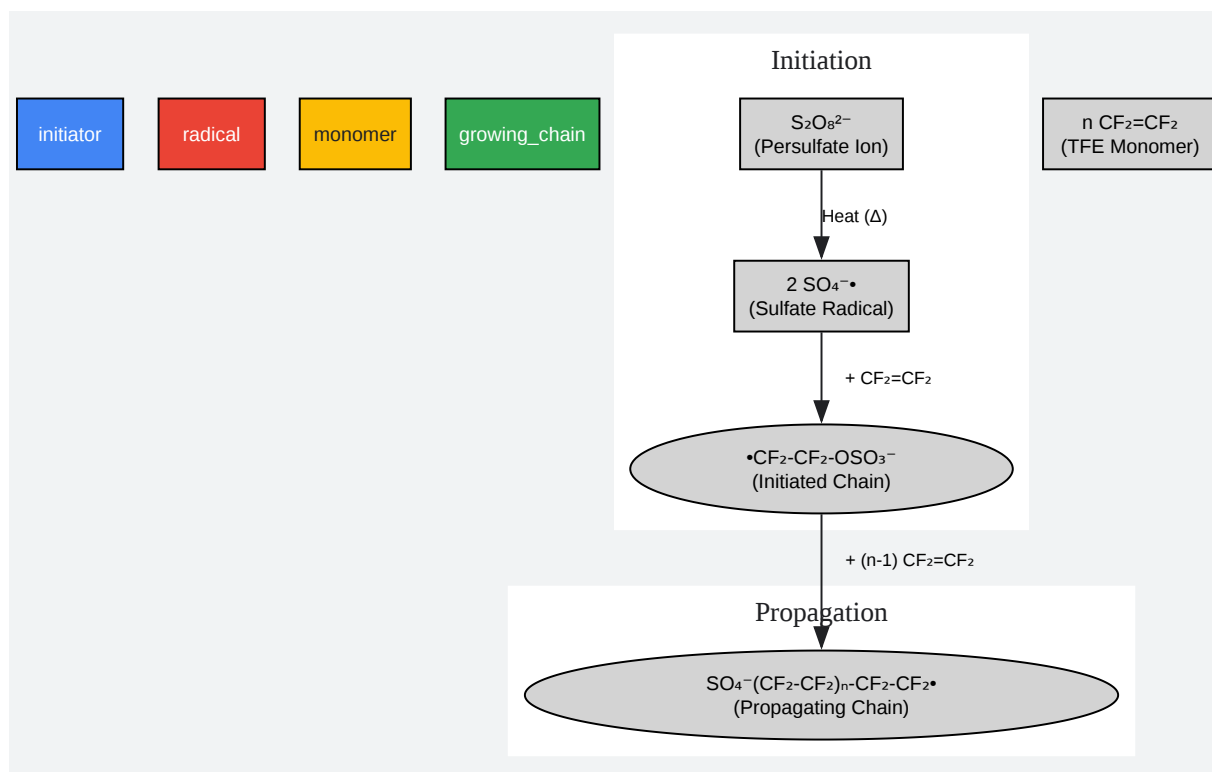 Initiation
initiator
radical
monomer
growing_chain
S₂O₈²⁻
(Persulfate Ion)
n CF₂=CF₂
(TFE Monomer)
Heat (Δ)
2 SO₄⁻•
(Sulfate Radical)
+ CF₂=CF₂
•CF₂-CF₂-OSO₃⁻
(Initiated Chain)
+ (n-1) CF₂=CF₂
Propagation
SO₄⁻(CF₂-CF₂)ₙ-CF₂-CF₂•
(Propagating Chain)